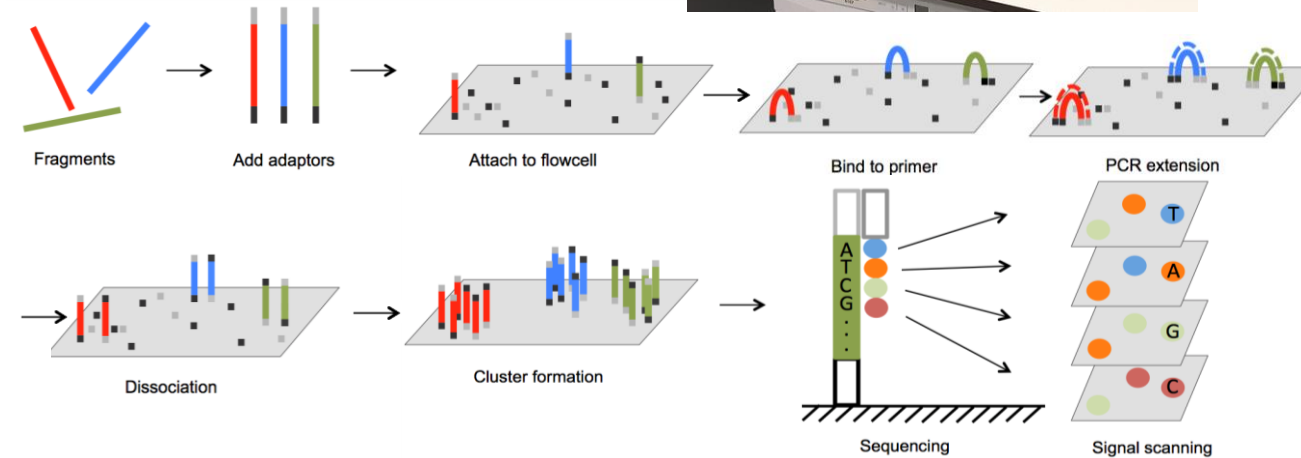 Fragments
Add adaptors
Attach to flowcell
Bind to primer
PCR extension
Dissociation
Cluster formation
A
T
C
G
.
.
.
Sequencing
T
A
G
C
Signal scanning